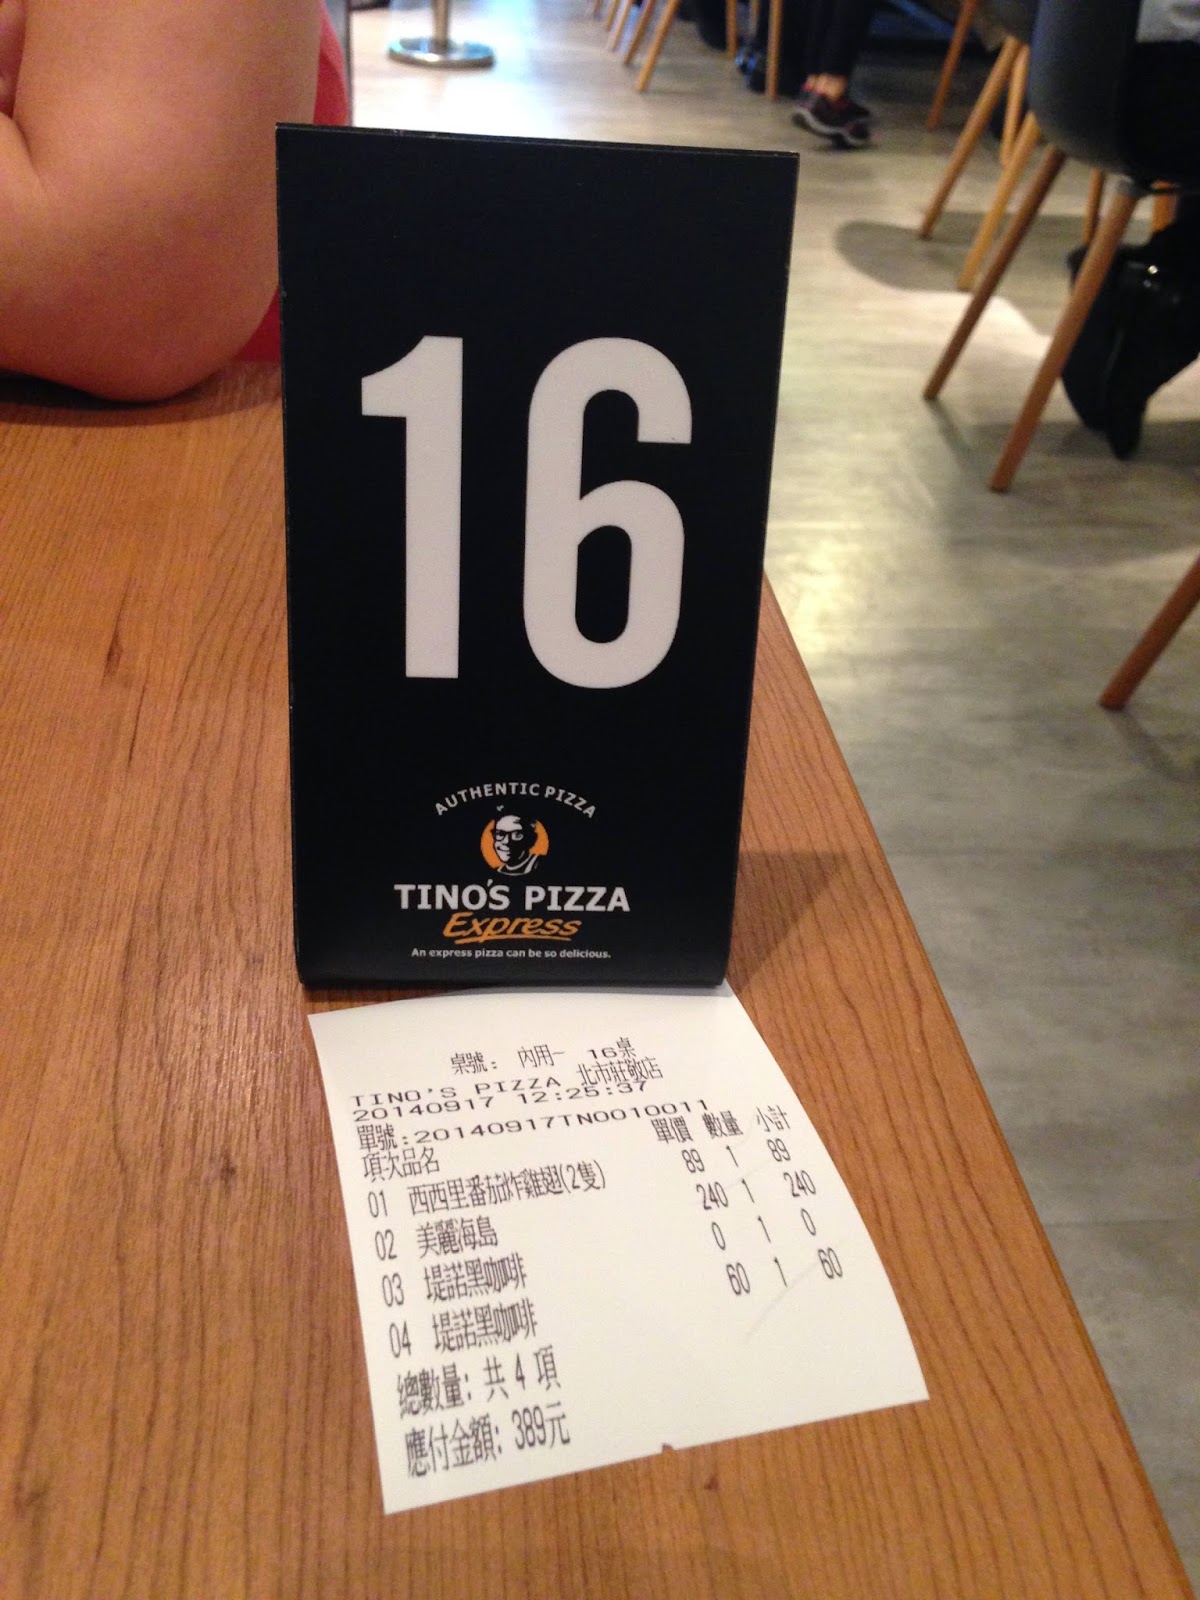 16
AUTHENTIC PIZZA
TINO'S PIZZA
Express
An express pizza can be so delicious.
桌號: 內用一 16桌
TINO'S PIZZA 北市莊敬店
20140917 12:25:37
單號:20140917TN0010011
項次品名 單價 數量 小計
01 西西里番茄炸雞翅(2隻) 89 1 89
02 美麗海島 240 1 240
03 堤諾黑咖啡 0 1 0
04 堤諾黑咖啡 60 1 60
總數量: 共 4 項
應付金額: 389元